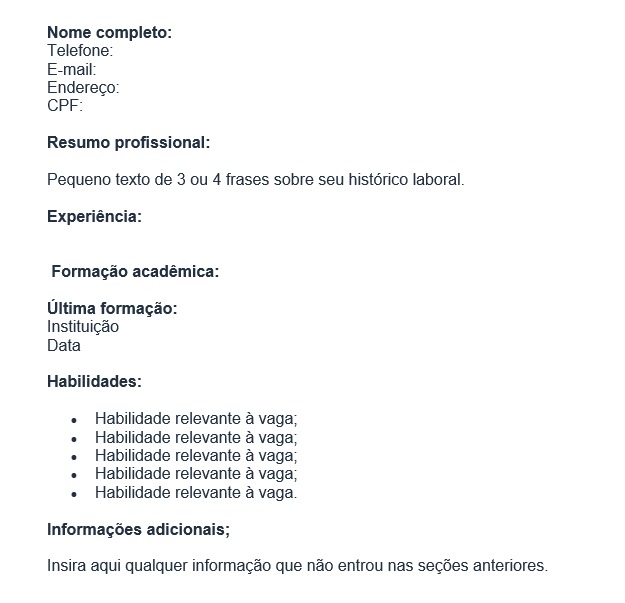 Nome completo:
Telefone:
E-mail:
Endereço:
CPF:
Resumo profissional:
Pequeno texto de 3 ou 4 frases sobre seu histórico laboral.
Experiência:
Formação acadêmica:
Última formação:
Instituição
Data
Habilidades:
• Habilidade relevante à vaga;
• Habilidade relevante à vaga;
• Habilidade relevante à vaga;
• Habilidade relevante à vaga;
• Habilidade relevante à vaga.
Informações adicionais;
Insira aqui qualquer informação que não entrou nas seções anteriores.